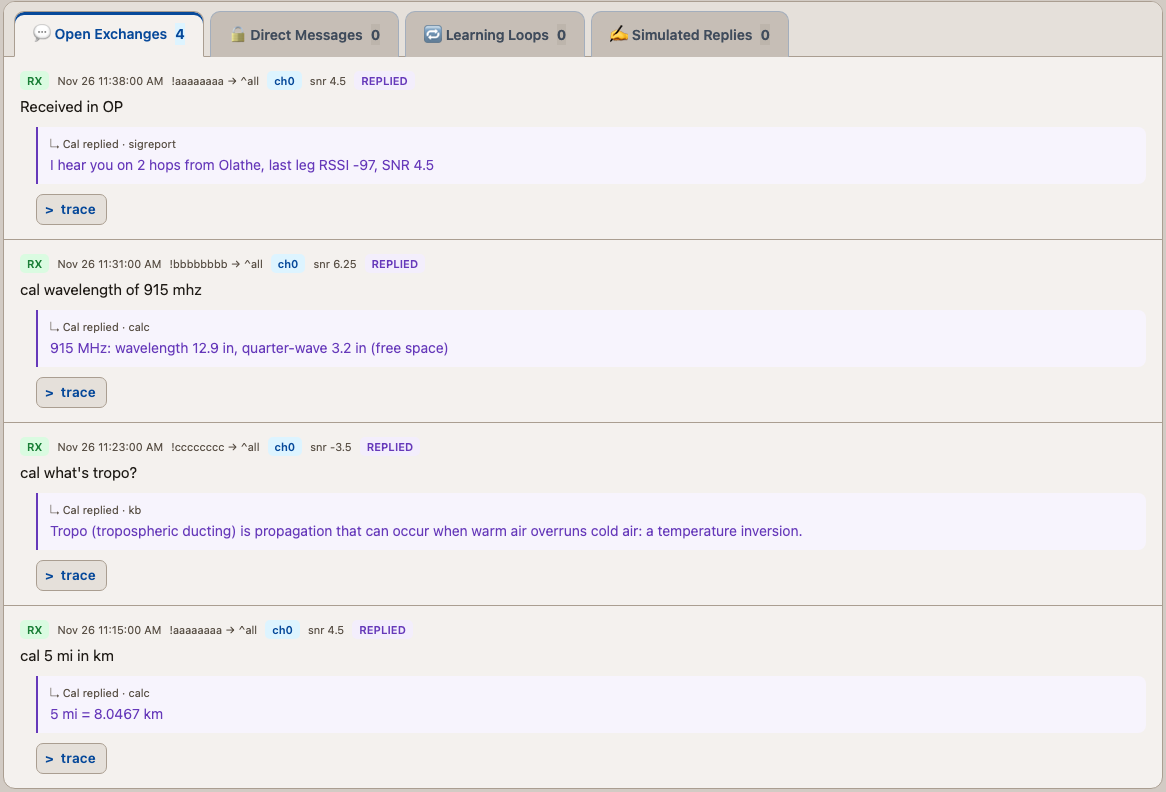 💬 Open Exchanges 4 🔒 Direct Messages 0 🔁 Learning Loops 0 ✍️ Simulated Replies 0
RX Nov 26 11:38:00 AM !aaaaaaaa → ^all ch0 snr 4.5 REPLIED
Received in OP
Cal replied · sigreport
I hear you on 2 hops from Olathe, last leg RSSI -97, SNR 4.5
> trace
RX Nov 26 11:31:00 AM !bbbbbbbb → ^all ch0 snr 6.25 REPLIED
cal wavelength of 915 mhz
Cal replied · calc
915 MHz: wavelength 12.9 in, quarter-wave 3.2 in (free space)
> trace
RX Nov 26 11:23:00 AM !cccccccc → ^all ch0 snr -3.5 REPLIED
cal what's tropo?
Cal replied · kb
Tropo (tropospheric ducting) is propagation that can occur when warm air overruns cold air: a temperature inversion.
> trace
RX Nov 26 11:15:00 AM !aaaaaaaa → ^all ch0 snr 4.5 REPLIED
cal 5 mi in km
Cal replied · calc
5 mi = 8.0467 km
> trace